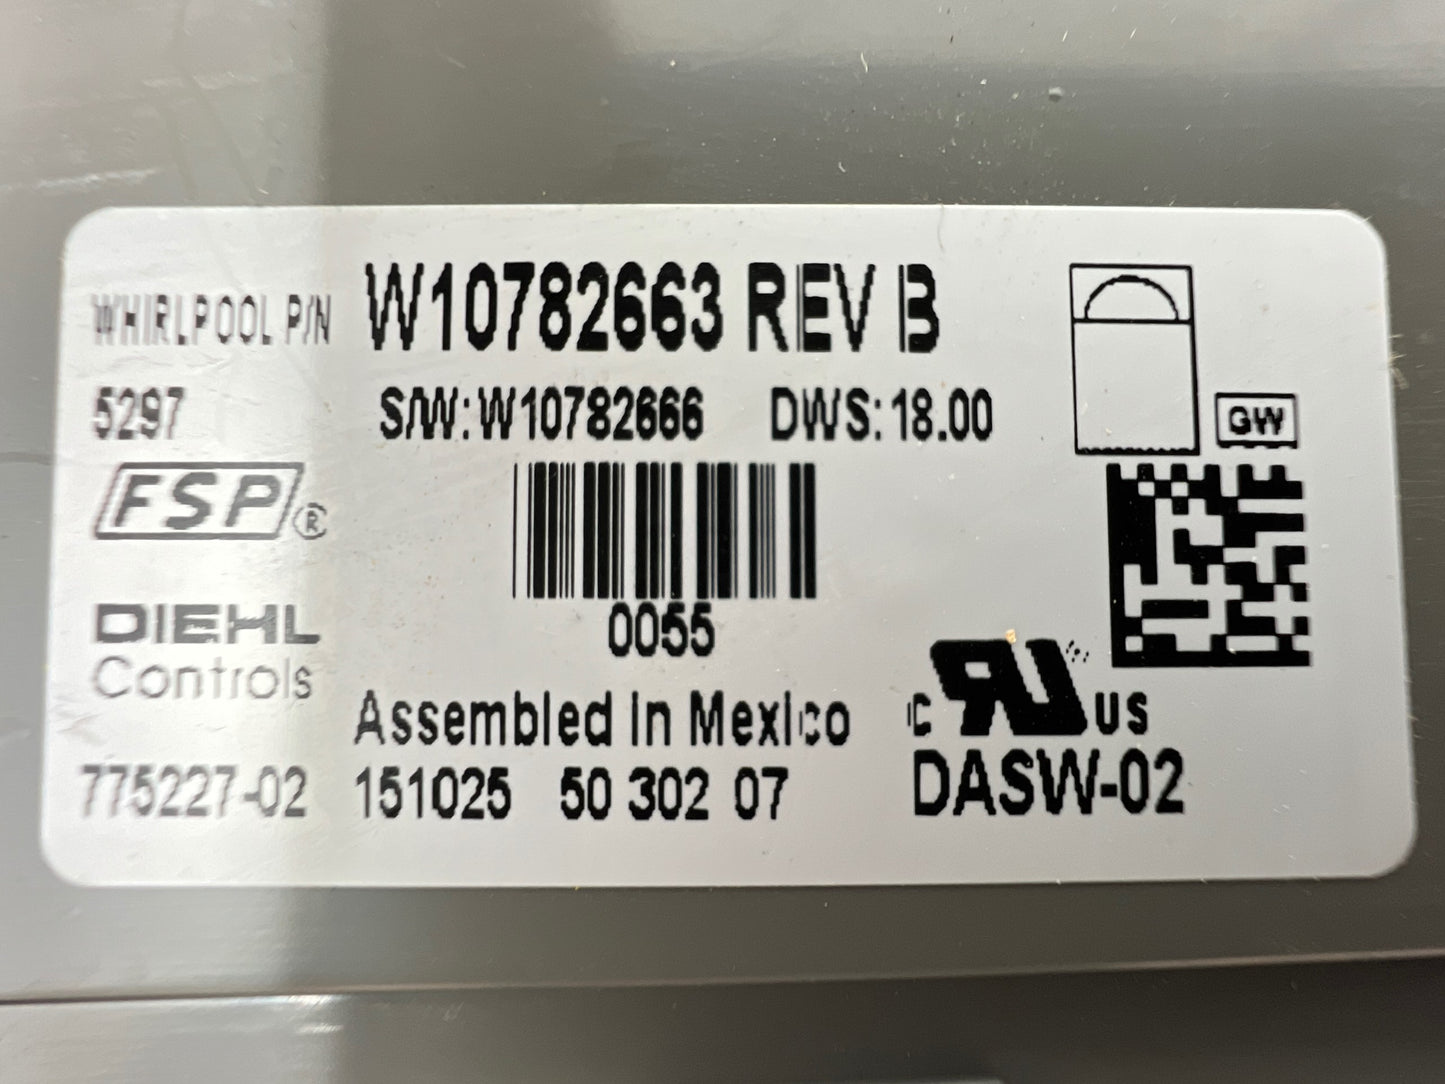 WHIRLPOOL P/N W10782663 REV B
5297 S/W: W10782666 DWS: 18.00
GW
FSP®
0055
DIEHL
Controls
Assembled in Mexico
C RU US
775227-02 151025 50 302 07 DASW-02